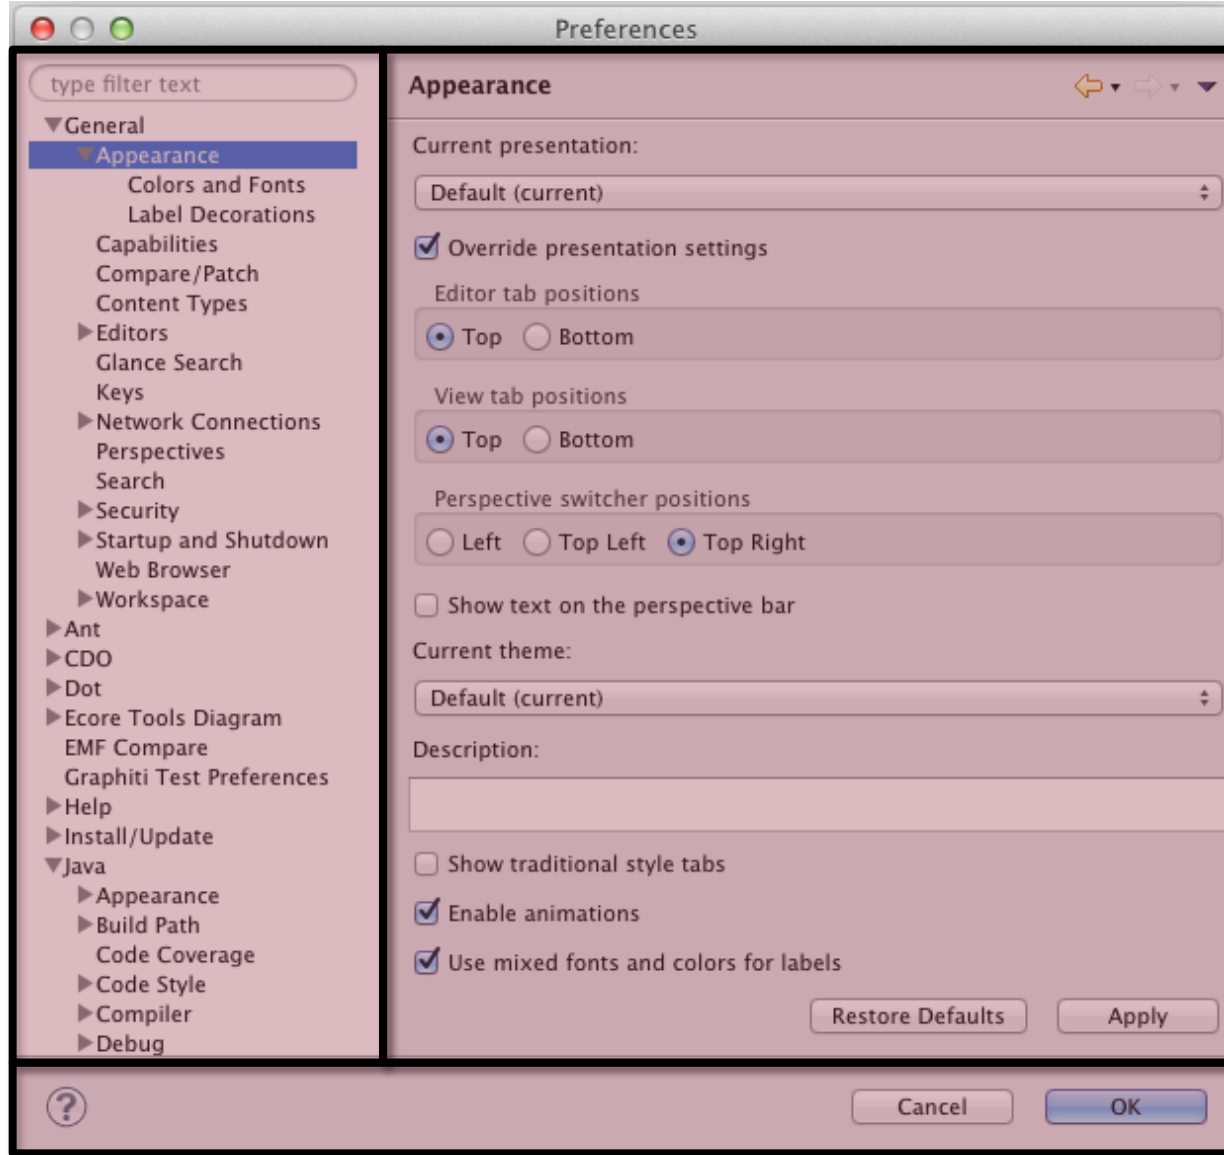 Preferences
type filter text
General
Appearance
Colors and Fonts
Label Decorations
Capabilities
Compare/Patch
Content Types
Editors
Glance Search
Keys
Network Connections
Perspectives
Search
Security
Startup and Shutdown
Web Browser
Workspace
Ant
CDO
Dot
Ecore Tools Diagram
EMF Compare
Graphiti Test Preferences
Help
Install/Update
Java
Appearance
Build Path
Code Coverage
Code Style
Compiler
Debug
Appearance
Current presentation:
Default (current)
Override presentation settings
Editor tab positions
Top Bottom
View tab positions
Top Bottom
Perspective switcher positions
Left Top Left Top Right
Show text on the perspective bar
Current theme:
Default (current)
Description:
Show traditional style tabs
Enable animations
Use mixed fonts and colors for labels
Restore Defaults Apply
? Cancel OK